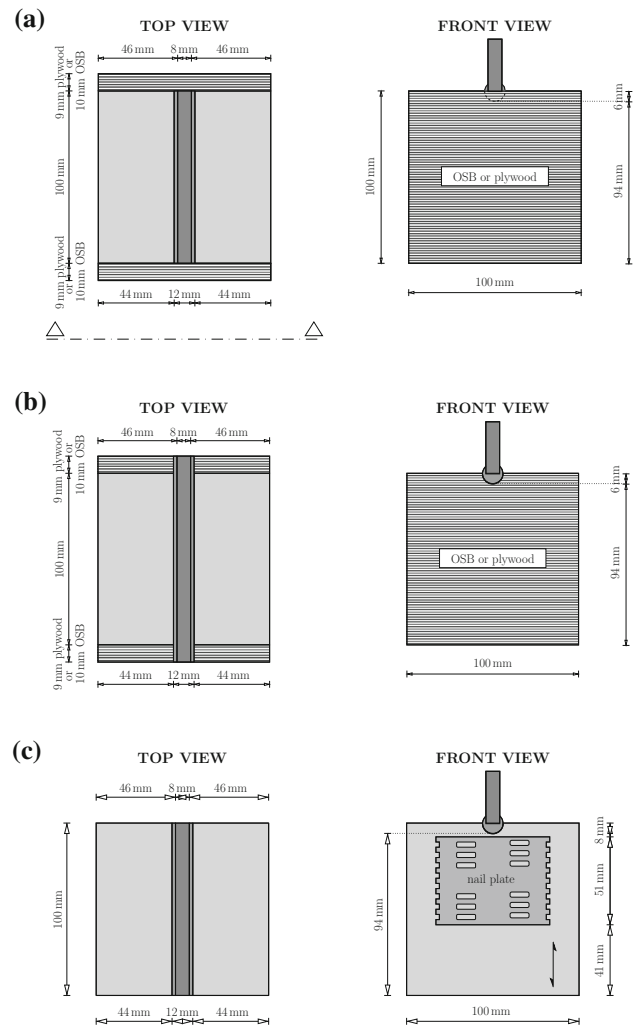 (a)
TOP VIEW
FRONT VIEW
46 mm 8 mm 46 mm
9 mm plywood
or
10 mm OSB
100 mm
9 mm plywood
or
10 mm OSB
44 mm 12 mm 44 mm
100 mm
OSB or plywood
6 mm
94 mm
100 mm
(b)
TOP VIEW
FRONT VIEW
46 mm 8 mm 46 mm
9 mm plywood
or
10 mm OSB
100 mm
9 mm plywood
or
10 mm OSB
44 mm 12 mm 44 mm
OSB or plywood
6 mm
94 mm
100 mm
(c)
TOP VIEW
FRONT VIEW
46 mm 8 mm 46 mm
100 mm
44 mm 12 mm 44 mm
94 mm
nail plate
8 mm
51 mm
41 mm
100 mm